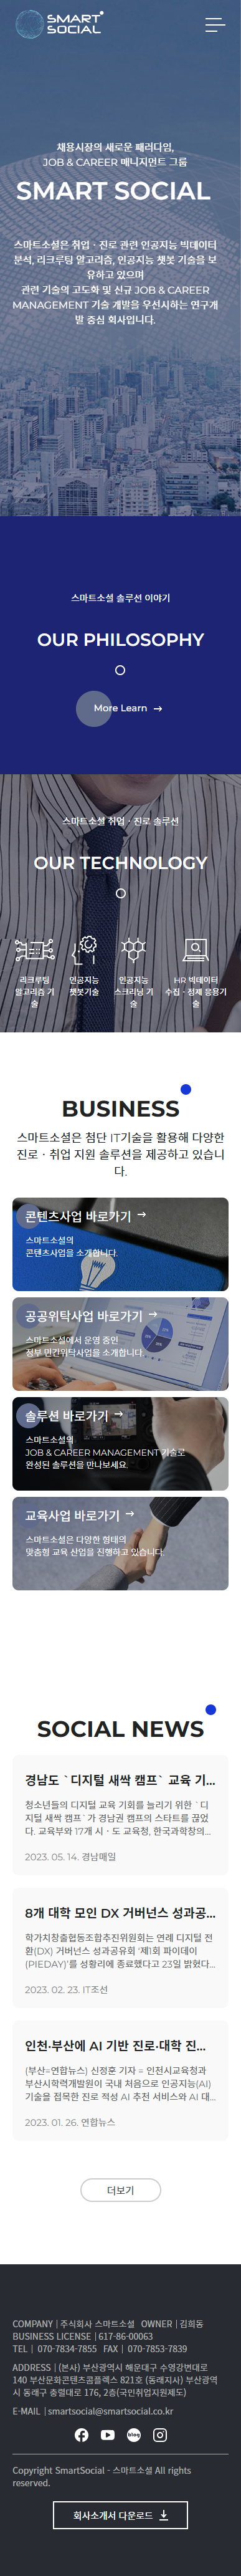 SMART
SOCIAL
채용시장의 새로운 패러다임,
JOB & CAREER 매니지먼트 그룹
SMART SOCIAL
스마트소셜은 취업ㆍ진로 관련 인공지능 빅데이터
분석, 리크루팅 알고리즘, 인공지능 챗봇 기술을 보
유하고 있으며
관련 기술의 고도화 및 신규 JOB & CAREER
MANAGEMENT 기술 개발을 우선시하는 연구개
발 중심 회사입니다.
스마트소셜 솔루션 이야기
OUR PHILOSOPHY
More Learn →
스마트소셜 취업ㆍ진로 솔루션
OUR TECHNOLOGY
리크루팅
알고리즘 기
술
인공지능
챗봇기술
인공지능
스크리닝 기
술
HR 빅데이터
수집ㆍ정제 응용기
술
BUSINESS
스마트소셜은 첨단 IT기술을 활용해 다양한
진로ㆍ취업 지원 솔루션을 제공하고 있습니
다.
콘텐츠사업 바로가기 →
스마트소셜의
콘텐츠사업을 소개합니다.
공공위탁사업 바로가기 →
스마트소셜에서 운영 중인
정부 민간위탁사업을 소개합니다.
솔루션 바로가기 →
스마트소셜의
JOB & CAREER MANAGEMENT 기술로
완성된 솔루션을 만나보세요.
교육사업 바로가기 →
스마트소셜은 다양한 형태의
맞춤형 교육 산업을 진행하고 있습니다.
SOCIAL NEWS
경남도 `디지털 새싹 캠프` 교육 기...
청소년들의 디지털 교육 기회를 늘리기 위한 `디
지털 새싹 캠프`가 경남권 캠프의 스타트를 끊었
다. 교육부와 17개 시ㆍ도 교육청, 한국과학창의...
2023. 05. 14. 경남매일
8개 대학 모인 DX 거버넌스 성과공...
학가치창출협동조합추진위원회는 연례 디지털 전
환(DX) 거버넌스 성과공유회 '제1회 파이데이
(PIEDAY)'를 성황리에 종료했다고 23일 밝혔다...
2023. 02. 23. IT조선
인천·부산에 AI 기반 진로·대학 진...
(부산=연합뉴스) 신정훈 기자 = 인천시교육청과
부산시학력개발원이 국내 처음으로 인공지능(AI)
기술을 접목한 진로 적성 AI 추천 서비스와 AI 대...
2023. 01. 26. 연합뉴스
더보기
COMPANY | 주식회사 스마트소셜 OWNER | 김희동
BUSINESS LICENSE | 617-86-00063
TEL | 070-7834-7855 FAX | 070-7853-7839
ADDRESS | (본사) 부산광역시 해운대구 수영강변대로
140 부산문화콘텐츠콤플렉스 821호 (동래지사) 부산광역
시 동래구 충렬대로 176, 2층(국민취업지원제도)
E-MAIL | smartsocial@smartsocial.co.kr
blog
Copyright SmartSocial - 스마트소셜 All rights
reserved.
회사소개서 다운로드